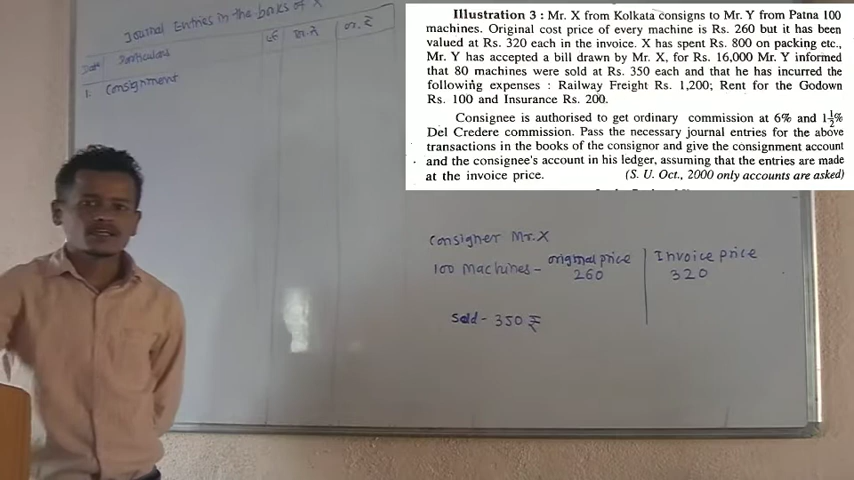 Journal Entries in the books of X
Date Particulars LF Dr. ₹ Cr. ₹
1. Consignment
Illustration 3 : Mr. X from Kolkata consigns to Mr. Y from Patna 100
machines. Original cost price of every machine is Rs. 260 but it has been
valued at Rs. 320 each in the invoice. X has spent Rs. 800 on packing etc.,
Mr. Y has accepted a bill drawn by Mr. X, for Rs. 16,000 Mr. Y informed
that 80 machines were sold at Rs. 350 each and that he has incurred the
following expenses : Railway Freight Rs. 1,200; Rent for the Godown
Rs. 100 and Insurance Rs. 200.
Consignee is authorised to get ordinary commission at 6% and 1½%
Del Credere commission. Pass the necessary journal entries for the above
transactions in the books of the consignor and give the consignment account
and the consignee's account in his ledger, assuming that the entries are made
at the invoice price. (S. U. Oct., 2000 only accounts are asked)
Consigner Mr. X
100 Machines - original price Invoice price
260 320
Sold - 350 ₹